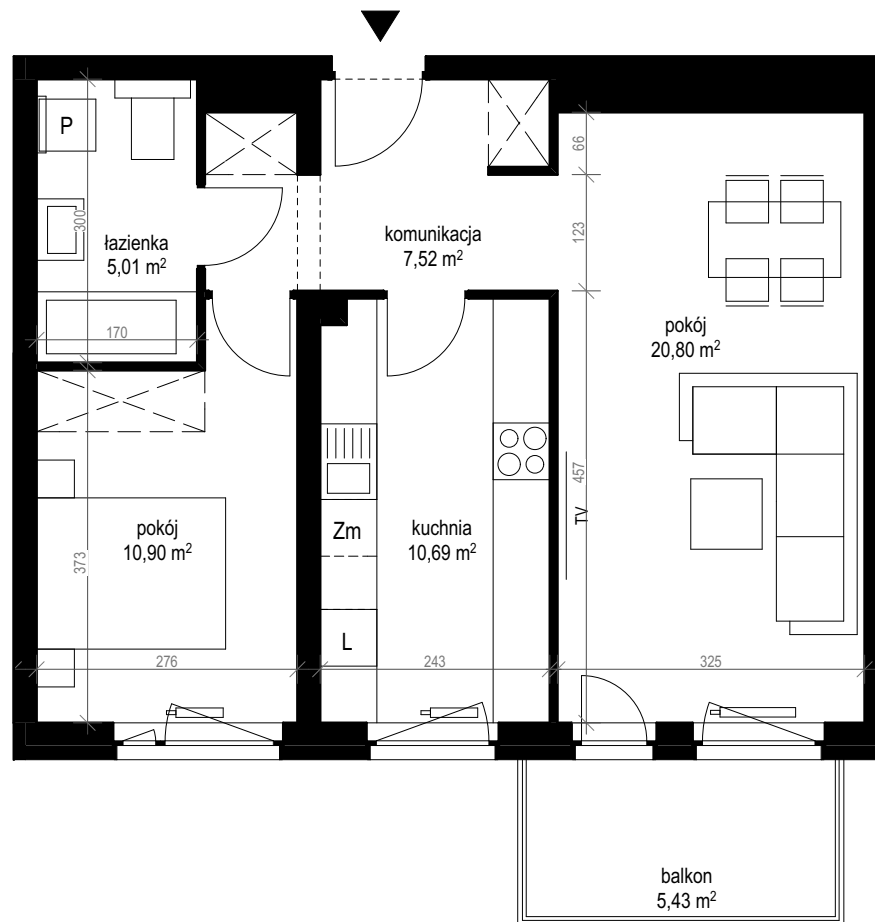 P
66
300
łazienka
5,01 m²
komunikacja
7,52 m²
123
170
pokój
20,80 m²
457
TV
pokój
10,90 m²
373
Zm
kuchnia
10,69 m²
L
276
243
325
balkon
5,43 m²